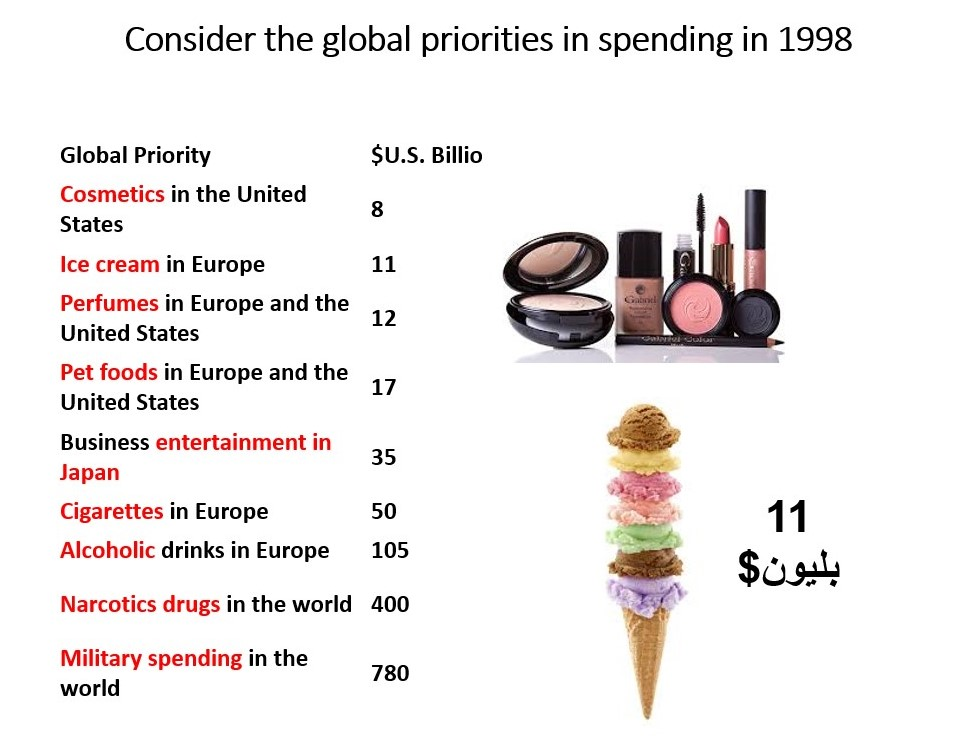 Consider the global priorities in spending in 1998
Global Priority $U.S. Billio
Cosmetics in the United
States
8
Ice cream in Europe 11
Perfumes in Europe and the
United States
12
Pet foods in Europe and the
United States
17
Business entertainment in
Japan
35
Cigarettes in Europe 50
Alcoholic drinks in Europe 105
Narcotics drugs in the world 400
Military spending in the
world
780
Gabriel
Gabriel Color
11
بليون$